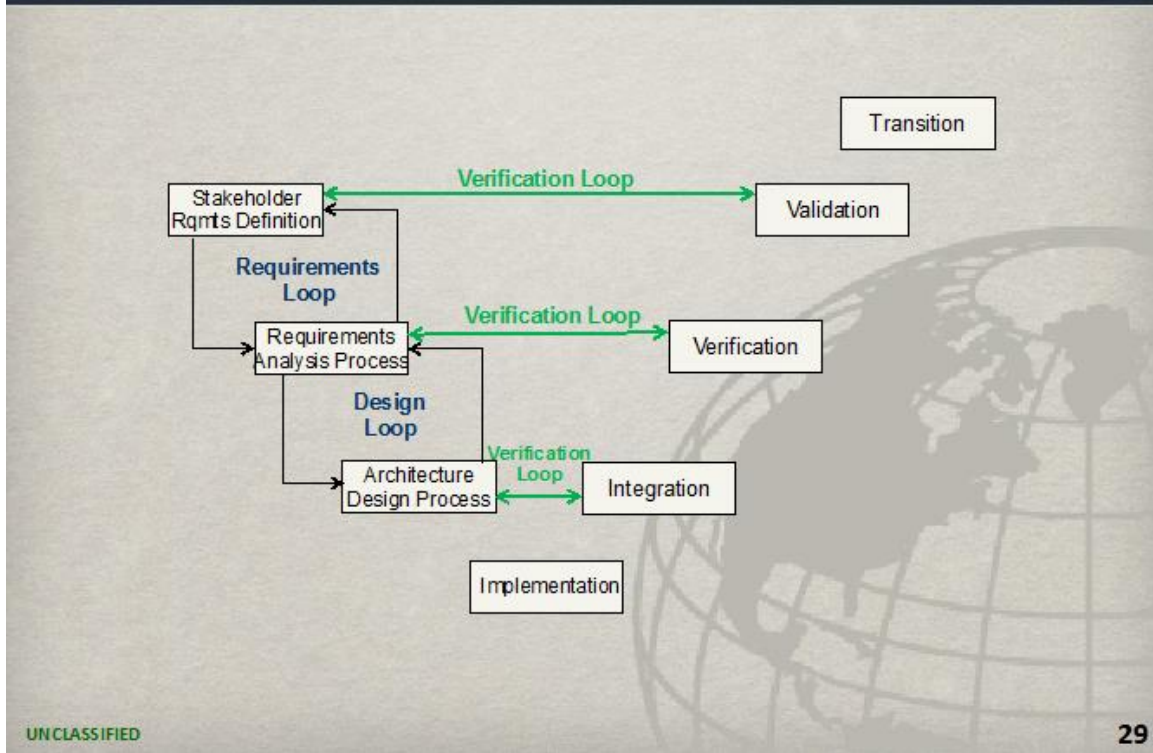 Transition
Verification Loop
Stakeholder
Rqmts Definition
Validation
Requirements
Loop
Verification Loop
Requirements
Analysis Process
Verification
Design
Loop
Verification
Loop
Architecture
Design Process
Integration
Implementation
UNCLASSIFIED
29